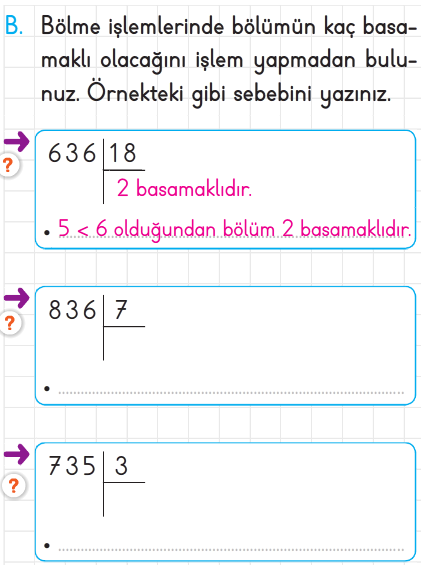 B. Bölme işlemlerinde bölümün kaç basa-
maklı olacağını işlem yapmadan bulu-
nuz. Örnekteki gibi sebebini yazınız.
? 636 18
2 basamaklıdır.
• 5 < 6 olduğundan bölüm 2 basamaklıdır.
? 836 7
•
? 735 3
•